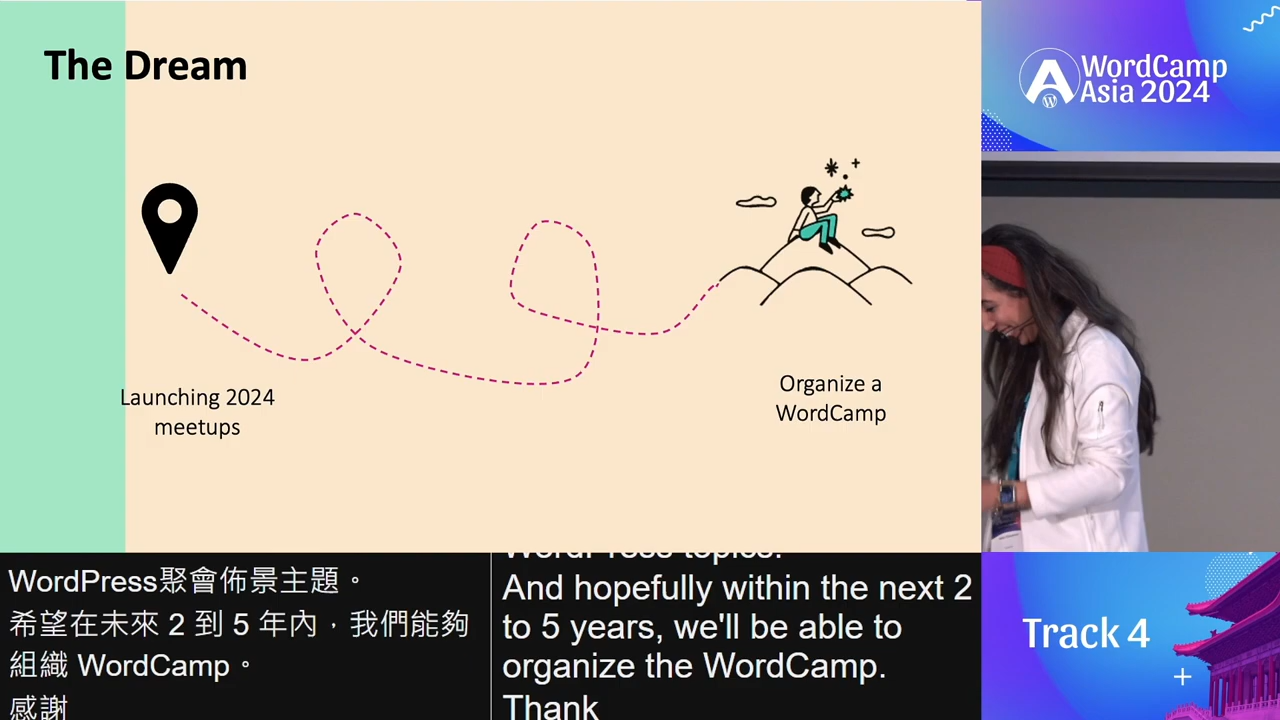 The Dream
Launching 2024
meetups
Organize a
WordCamp
WordCamp
Asia 2024
WordPress聚會佈景主題。
希望在未來 2 到 5 年內，我們能夠
組織 WordCamp。
感謝
WordPress topics.
And hopefully within the next 2
to 5 years, we'll be able to
organize the WordCamp.
Thank
Track 4